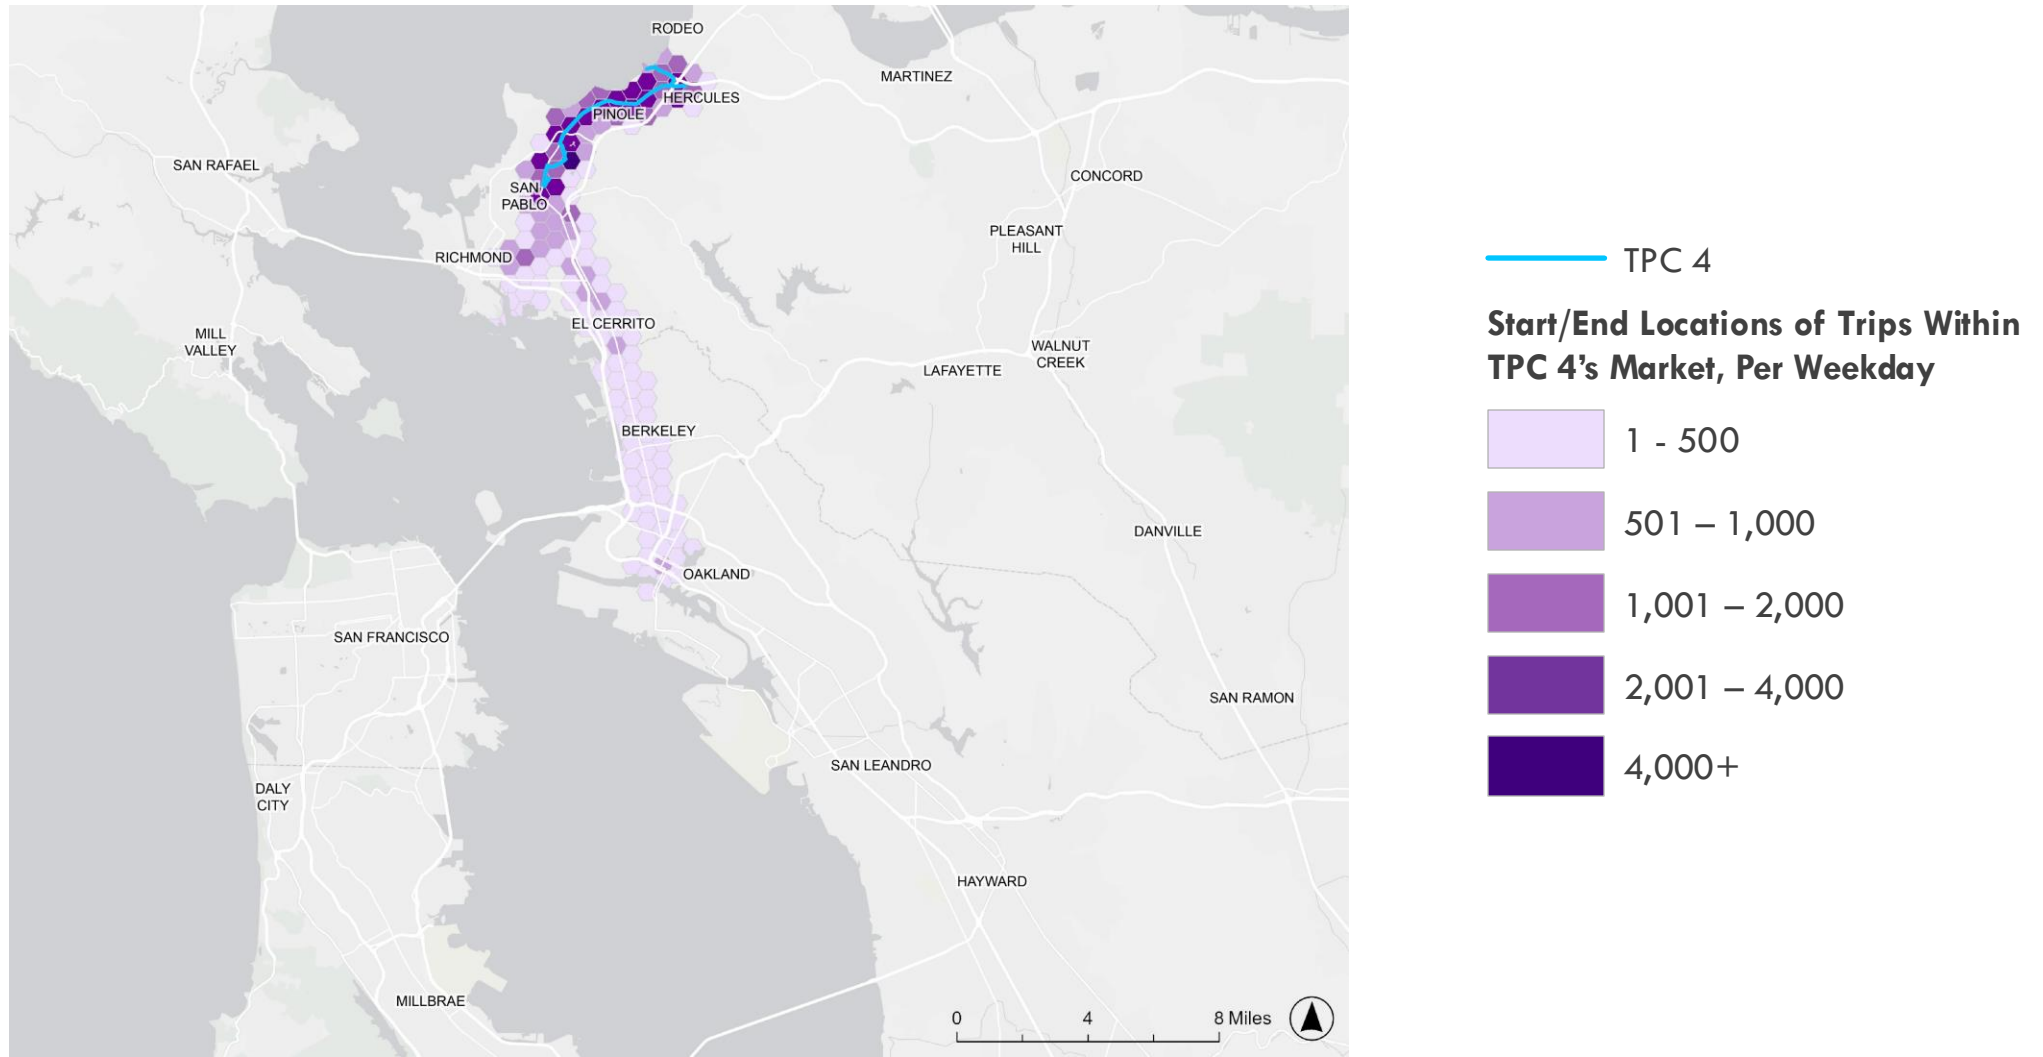 RODEO
MARTINEZ
HERCULES
PINOLE
SAN RAFAEL
CONCORD
SAN
PABLO
PLEASANT
HILL
RICHMOND
EL CERRITO
MILL
VALLEY
WALNUT
CREEK
LAFAYETTE
BERKELEY
DANVILLE
OAKLAND
SAN FRANCISCO
SAN RAMON
SAN LEANDRO
DALY
CITY
HAYWARD
MILLBRAE
0 4 8 Miles
TPC 4
Start/End Locations of Trips Within
TPC 4’s Market, Per Weekday
1 - 500
501 – 1,000
1,001 – 2,000
2,001 – 4,000
4,000+